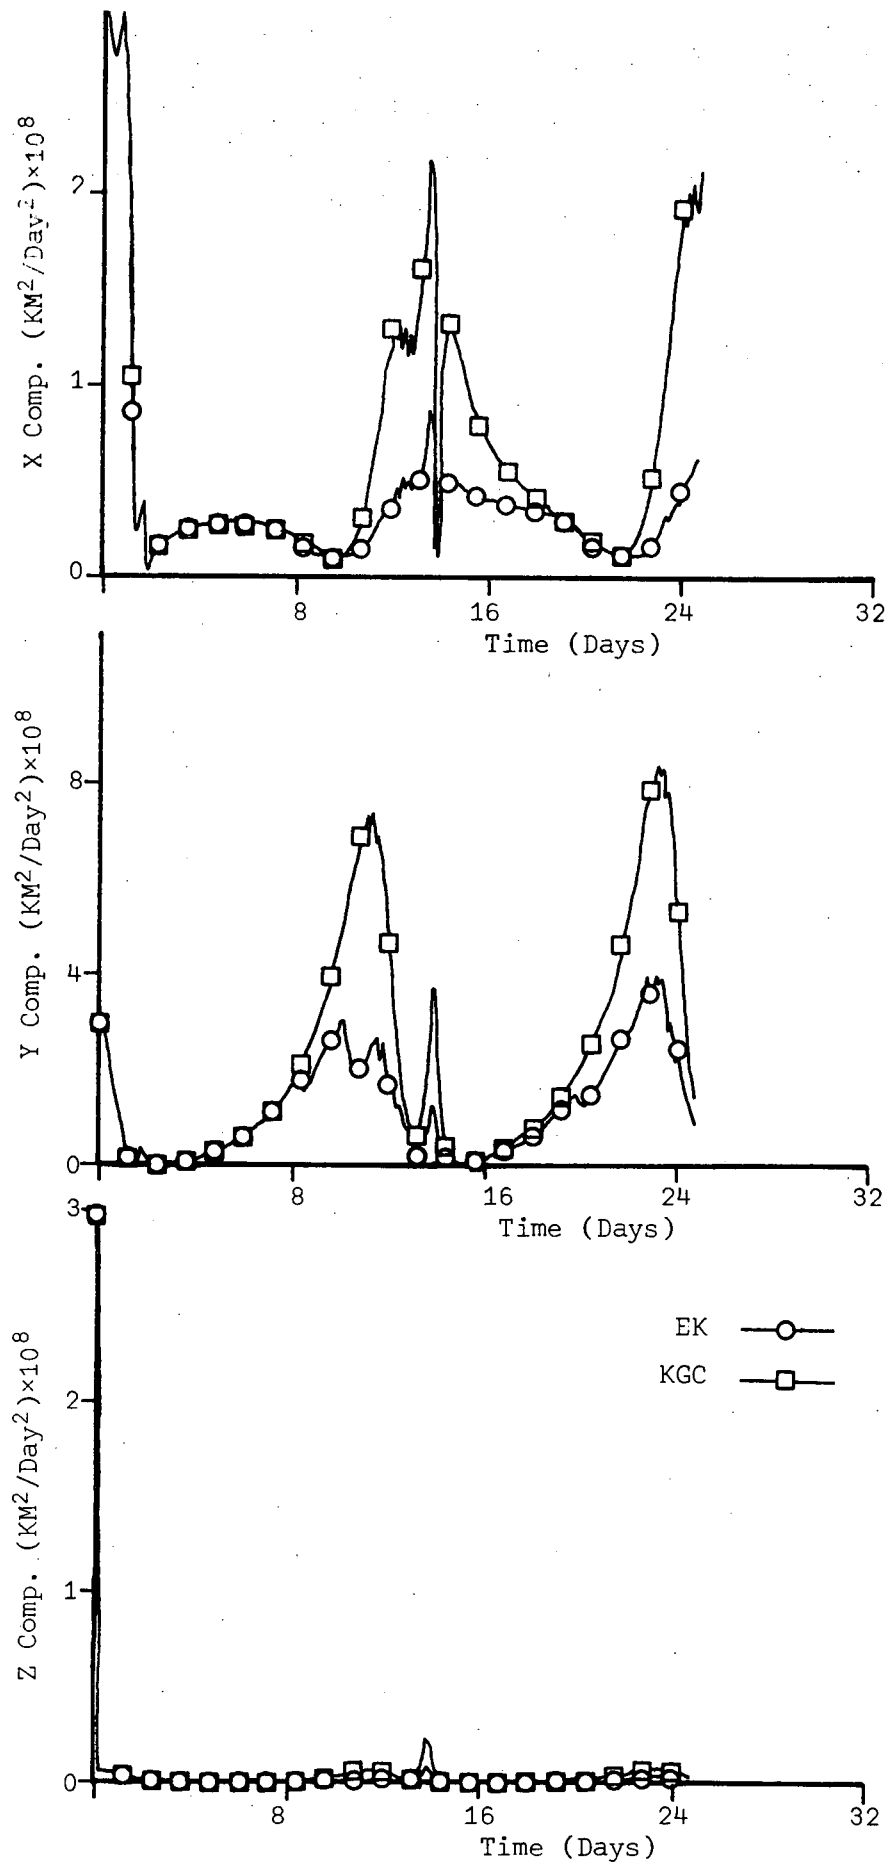 X Comp. (KM²/Day²)×10⁸
2
1
0
8 16 24 32
Time (Days)
Y Comp. (KM²/Day²)×10⁸
8
4
0
8 16 24 32
Time (Days)
Z Comp. (KM²/Day²)×10⁸
3
2
1
0
EK
KGC
8 16 24 32
Time (Days)